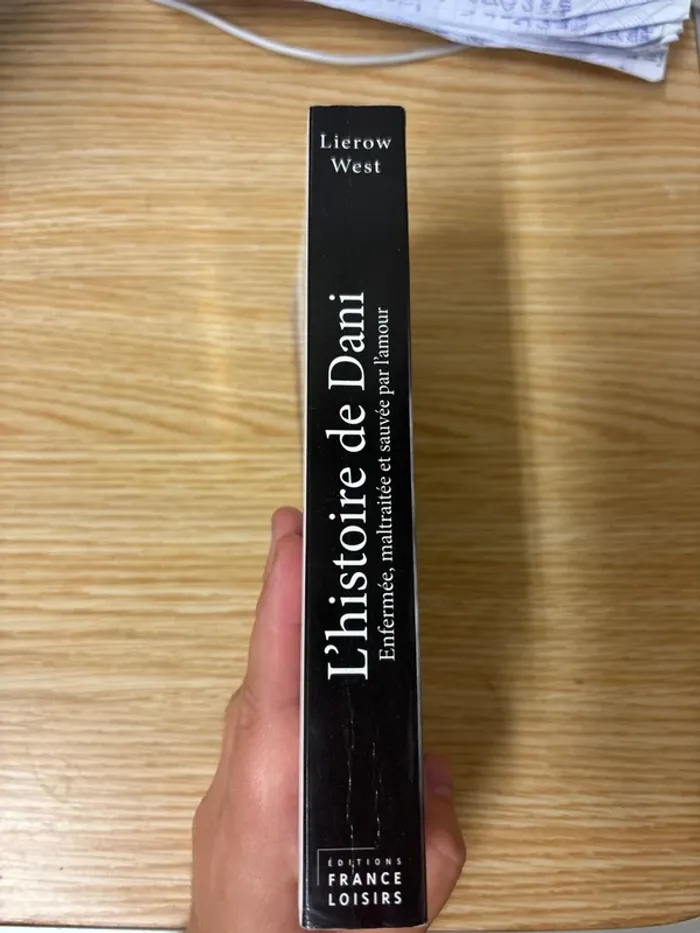 Lierow
West
L'histoire de Dani
Enfermée, maltraitée et sauvée par l'amour
ÉDITIONS
FRANCE
LOISIRS